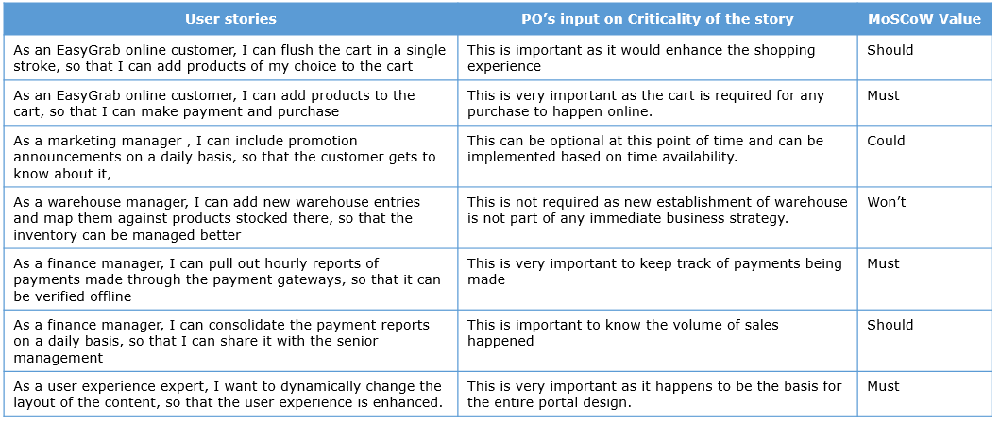 User stories
PO's input on Criticality of the story
MoSCoW Value
As an EasyGrab online customer, I can flush the cart in a single
stroke, so that I can add products of my choice to the cart
This is important as it would enhance the shopping
experience
Should
As an EasyGrab online customer, I can add products to the
cart, so that I can make payment and purchase
This is very important as the cart is required for any
purchase to happen online.
Must
As a marketing manager , I can include promotion
announcements on a daily basis, so that the customer gets to
know about it,
This can be optional at this point of time and can be
implemented based on time availability.
Could
As a warehouse manager, I can add new warehouse entries
and map them against products stocked there, so that the
inventory can be managed better
This is not required as new establishment of warehouse
is not part of any immediate business strategy.
Won't
As a finance manager, I can pull out hourly reports of
payments made through the payment gateways, so that it can
be verified offline
This is very important to keep track of payments being
made
Must
As a finance manager, I can consolidate the payment reports
on a daily basis, so that I can share it with the senior
management
This is important to know the volume of sales
happened
Should
As a user experience expert, I want to dynamically change the
layout of the content, so that the user experience is enhanced.
This is very important as it happens to be the basis for
the entire portal design.
Must